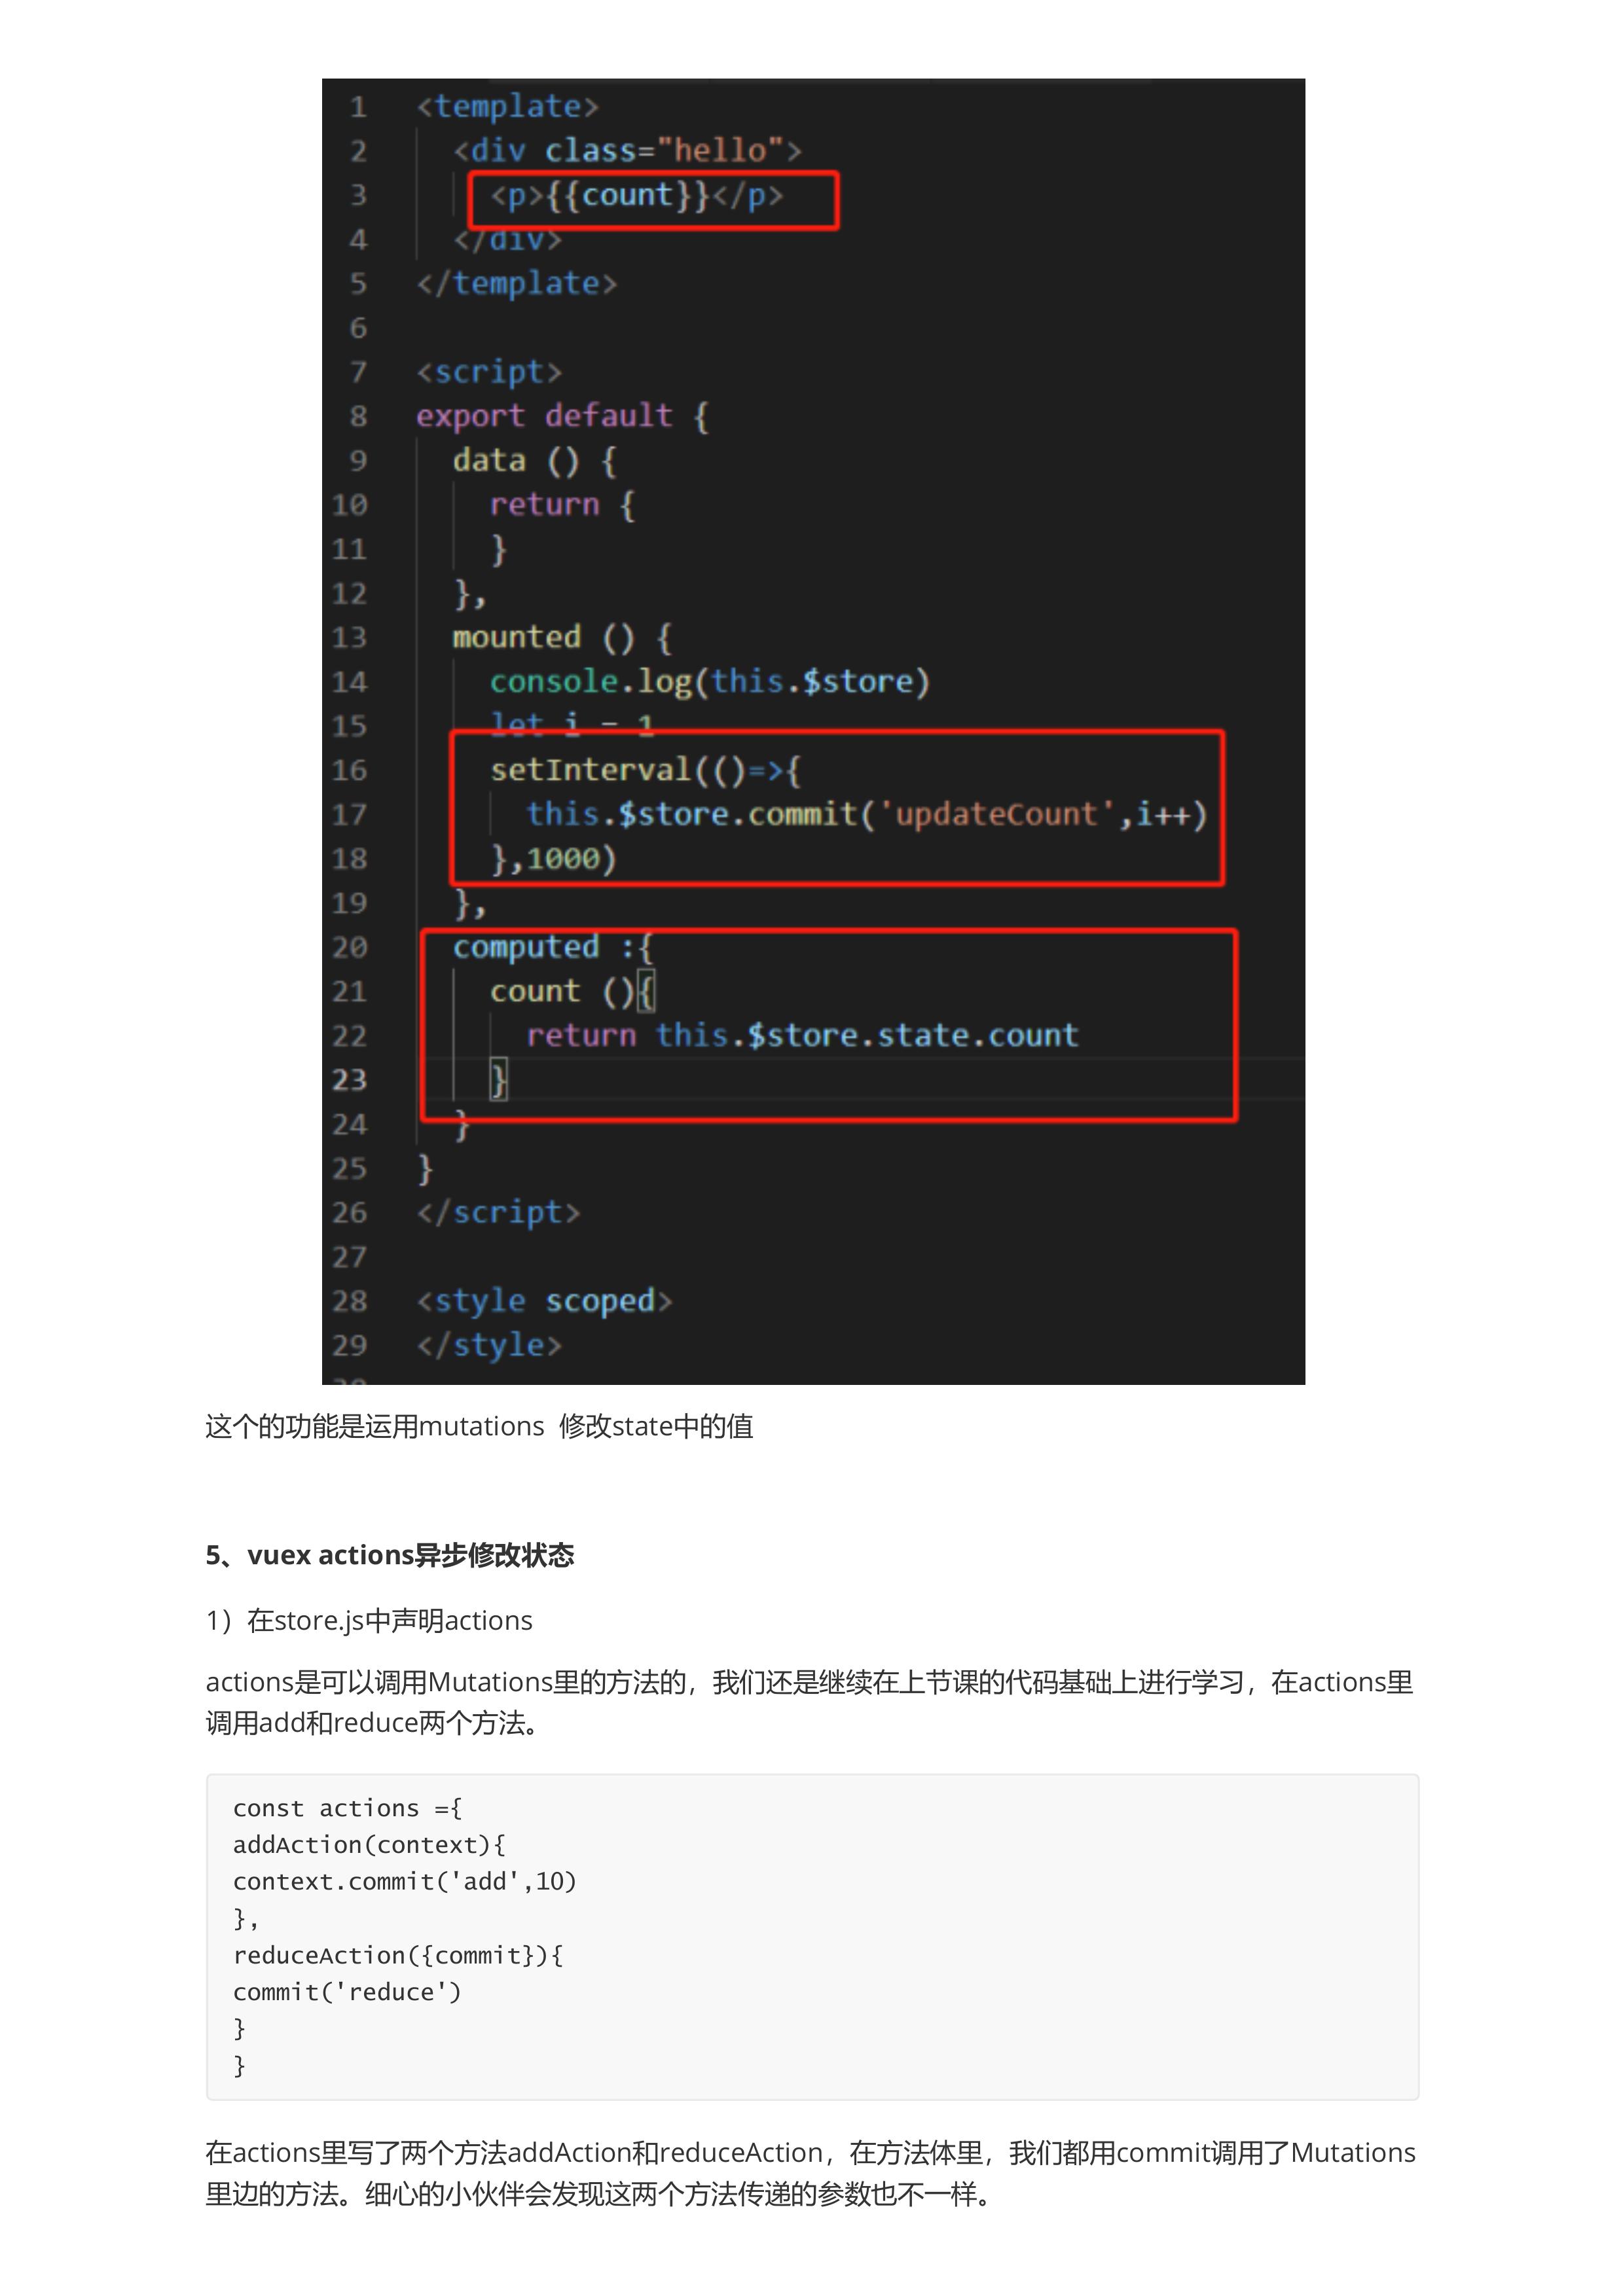 1 <template>
2 <div class="hello">
3 <p>{{count}}</p>
4 </div>
5 </template>
6
7 <script>
8 export default {
9 data () {
10 return {
11 }
12 },
13 mounted () {
14 console.log(this.$store)
15 let i = 1
16 setInterval(()=>{
17 this.$store.commit('updateCount',i++)
18 },1000)
19 },
20 computed :{
21 count (){
22 return this.$store.state.count
23 }
24 }
25 }
26 </script>
27
28 <style scoped>
29 </style>
这个的功能是运用mutations 修改state中的值
5、vuex actions异步修改状态
1）在store.js中声明actions
actions是可以调用Mutations里的方法的，我们还是继续在上节课的代码基础上进行学习，在actions里
调用add和reduce两个方法。
const actions ={
addAction(context){
context.commit('add',10)
},
reduceAction({commit}){
commit('reduce')
}
}
在actions里写了两个方法addAction和reduceAction，在方法体里，我们都用commit调用了Mutations
里边的方法。细心的小伙伴会发现这两个方法传递的参数也不一样。